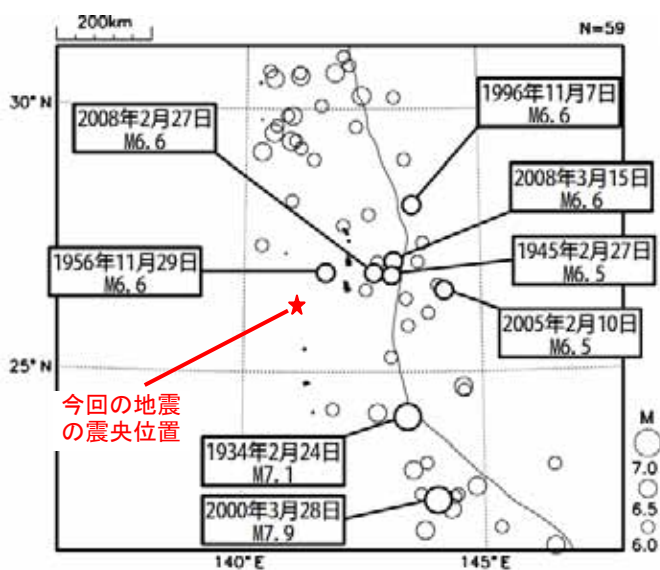 200km
N=59
30°N
1996年11月7日
M6.6
2008年2月27日
M6.6
2008年3月15日
M6.6
1956年11月29日
M6.6
1945年2月27日
M6.5
2005年2月10日
M6.5
25°N
今回の地震
の震央位置
1934年2月24日
M7.1
2000年3月28日
M7.9
M
7.0
6.5
6.0
140°E
145°E